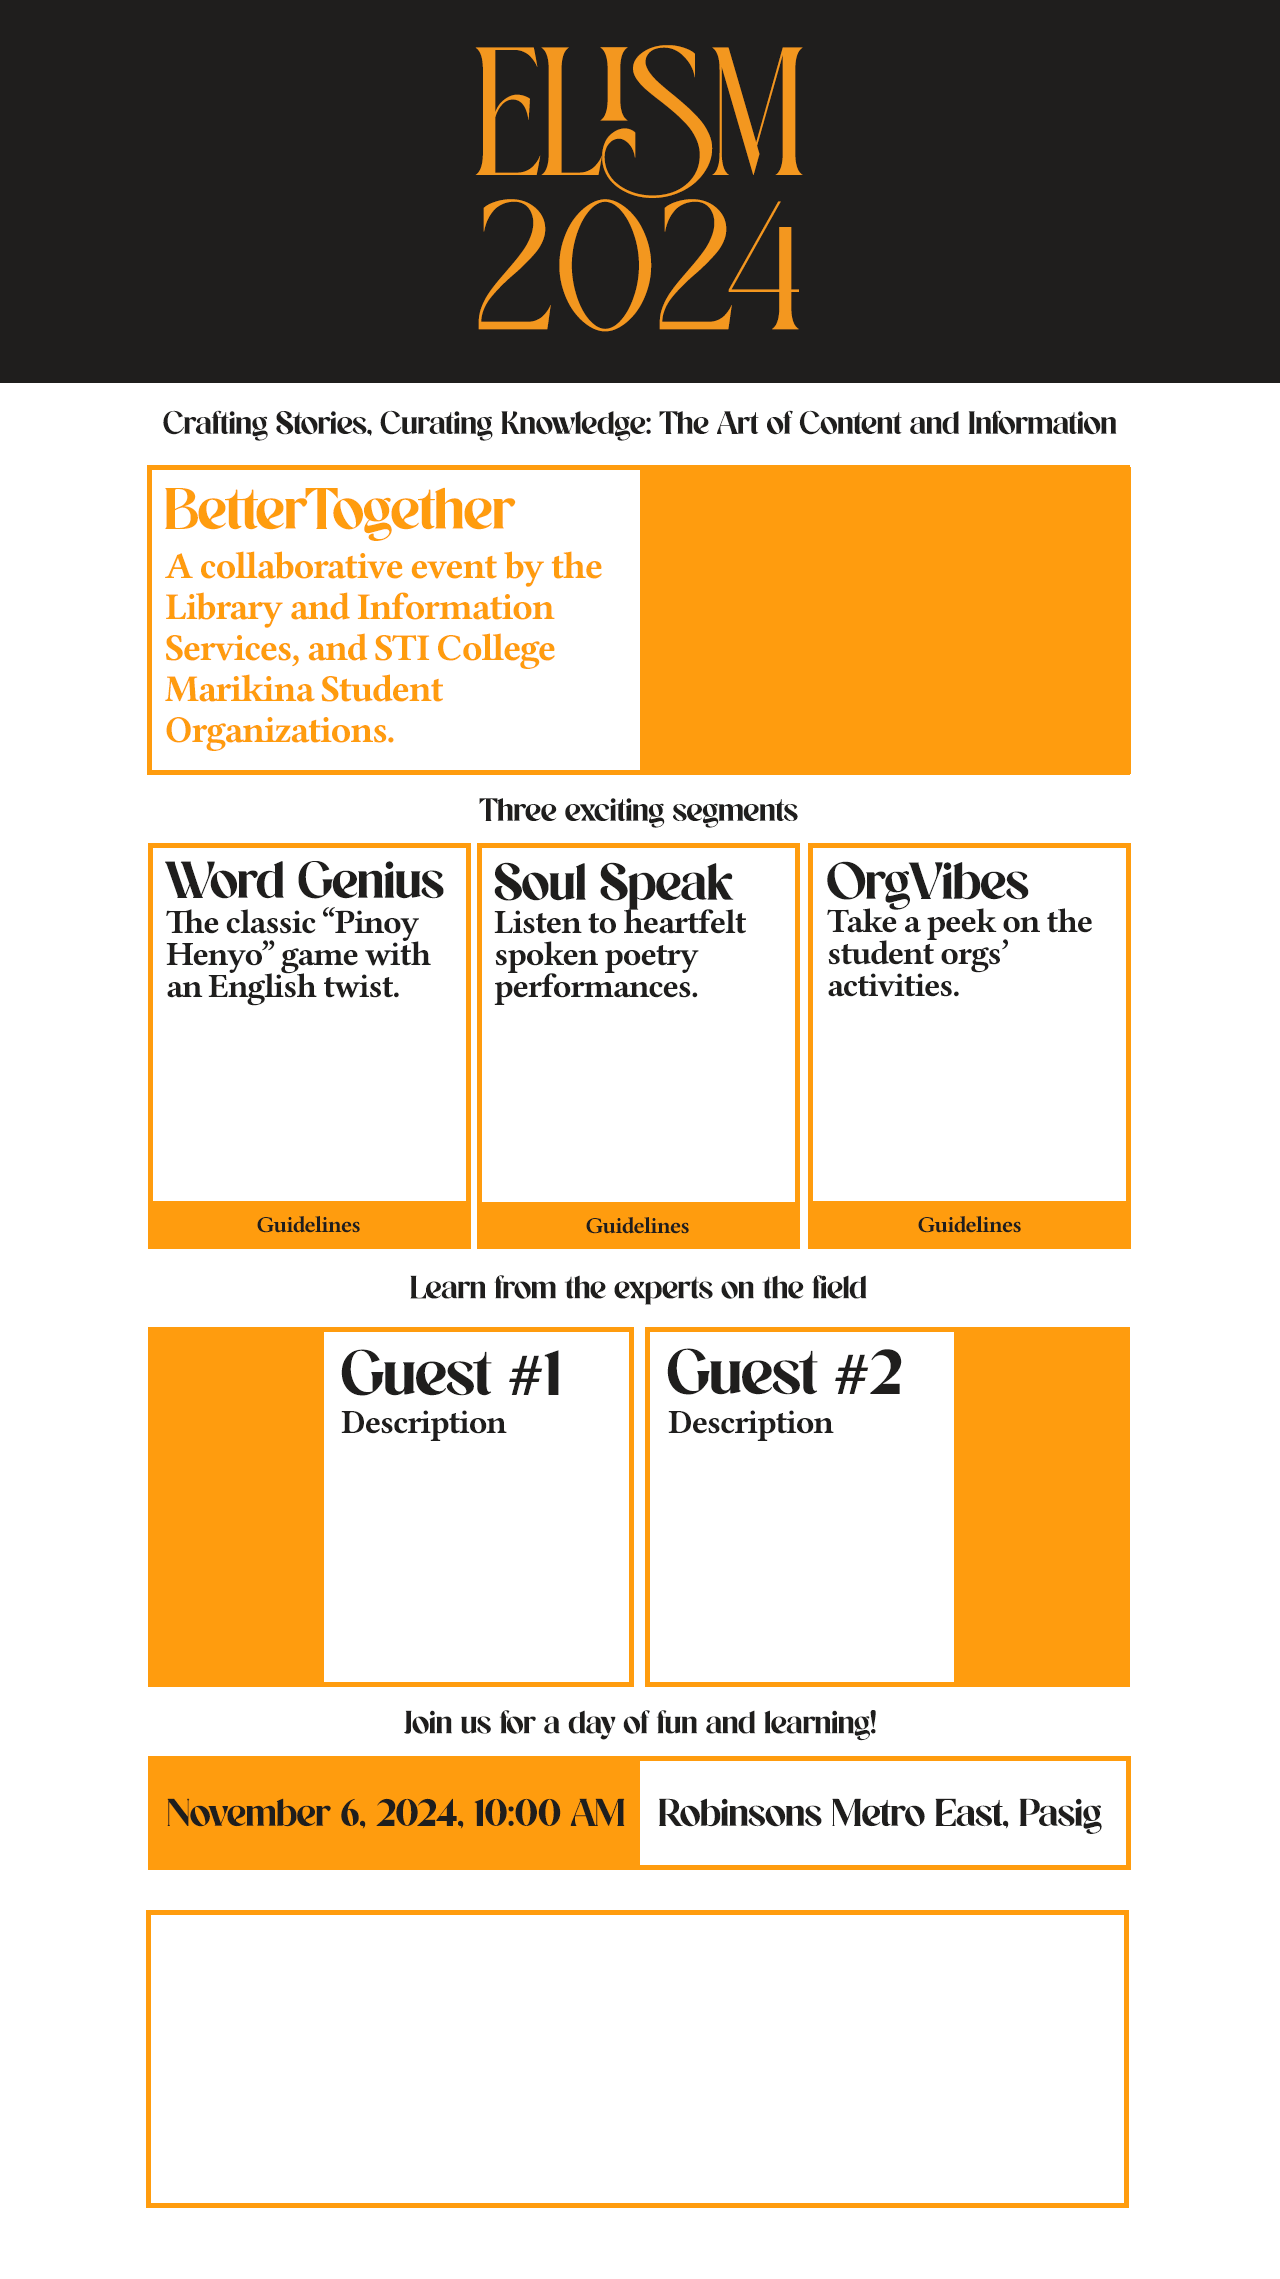 ELiSM
2024
Crafting Stories, Curating Knowledge: The Art of Content and Information
BetterTogether
A collaborative event by the
Library and Information
Services, and STI College
Marikina Student
Organizations.
Three exciting segments
Word Genius
The classic “Pinoy
Henyo” game with
an English twist.
Guidelines
Soul Speak
Listen to heartfelt
spoken poetry
performances.
Guidelines
OrgVibes
Take a peek on the
student orgs’
activities.
Guidelines
Learn from the experts on the field
Guest #1
Description
Guest #2
Description
Join us for a day of fun and learning!
November 6, 2024, 10:00 AM
Robinsons Metro East, Pasig